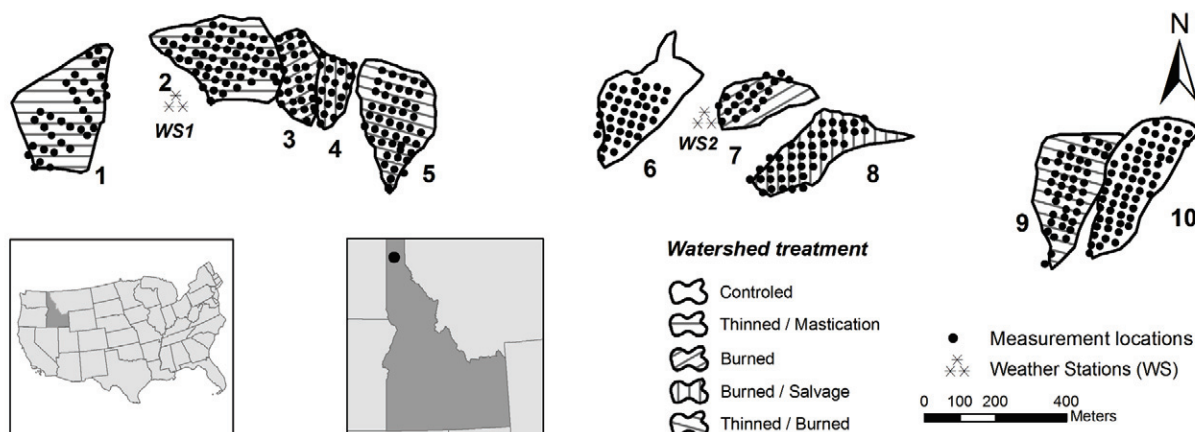 N
1
2
WS1
3
4
5
6
WS2
7
8
9
10
Watershed treatment
Controled
Thinned / Mastication
Burned
Burned / Salvage
Thinned / Burned
Measurement locations
Weather Stations (WS)
0 100 200 400
Meters